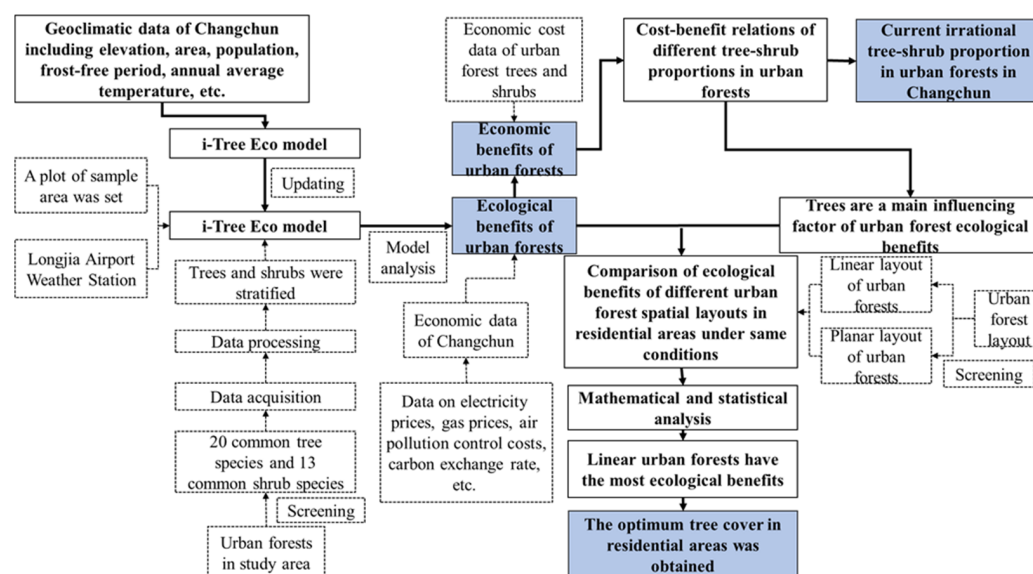 Geoclimatic data of Changchun
including elevation, area, population,
frost-free period, annual average
temperature, etc.
i-Tree Eco model
Updating
A plot of sample
area was set
i-Tree Eco model
Longjia Airport
Weather Station
Trees and shrubs were
stratified
Data processing
Data acquisition
20 common tree
species and 13
common shrub species
Screening
Urban forests
in study area
Model
analysis
Economic cost
data of urban
forest trees and
shrubs
Economic
benefits of
urban forests
Ecological
benefits of
urban forests
Economic data
of Changchun
Data on electricity
prices, gas prices, air
pollution control costs,
carbon exchange rate,
etc.
Cost-benefit relations of
different tree-shrub
proportions in urban
forests
Current irrational
tree-shrub proportion
in urban forests in
Changchun
Trees are a main influencing
factor of urban forest ecological
benefits
Comparison of ecological
benefits of different urban
forest spatial layouts in
residential areas under same
conditions
Linear layout
of urban
forests
Planar layout
of urban
forests
Urban
forest
layout
Screening
Mathematical and statistical
analysis
Linear urban forests have
the most ecological benefits
The optimum tree cover in
residential areas was
obtained